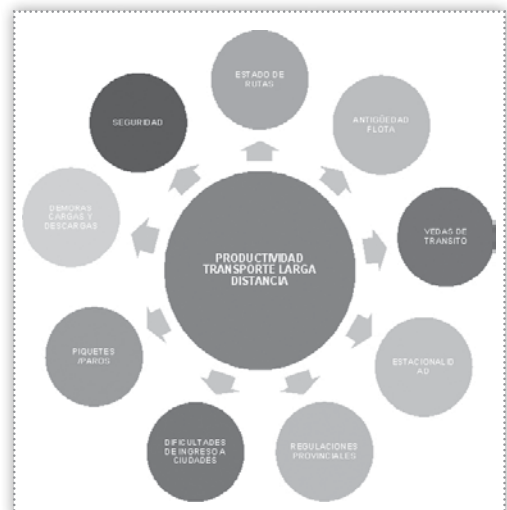 ESTADO DE
RUTAS
ANTIGÜEDAD
FLOTA
VEDAS DE
TRANSITO
ESTACIONALID
AD
REGULACIONES
PROVINCIALES
DIFICULTADES
DE INGRESO A
CIUDADES
PIQUETES
/PAROS
DEMORAS
CARGAS Y
DESCARGAS
SEGURIDAD
PRODUCTIVIDAD
TRANSPORTE LARGA
DISTANCIA